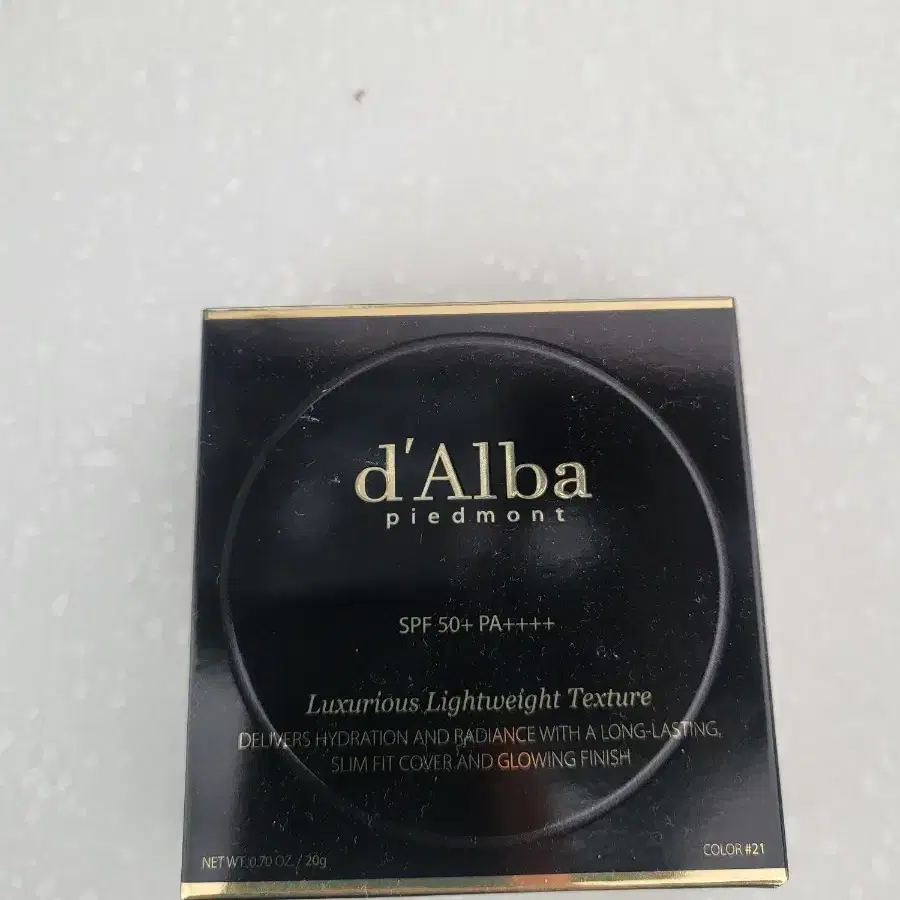 d'Alba
piedmont
SPF 50+ PA++++
Luxurious Lightweight Texture
DELIVERS HYDRATION AND RADIANCE WITH A LONG-LASTING,
SLIM FIT COVER AND GLOWING FINISH
NET WT. 0.70 OZ. / 20g
COLOR #21